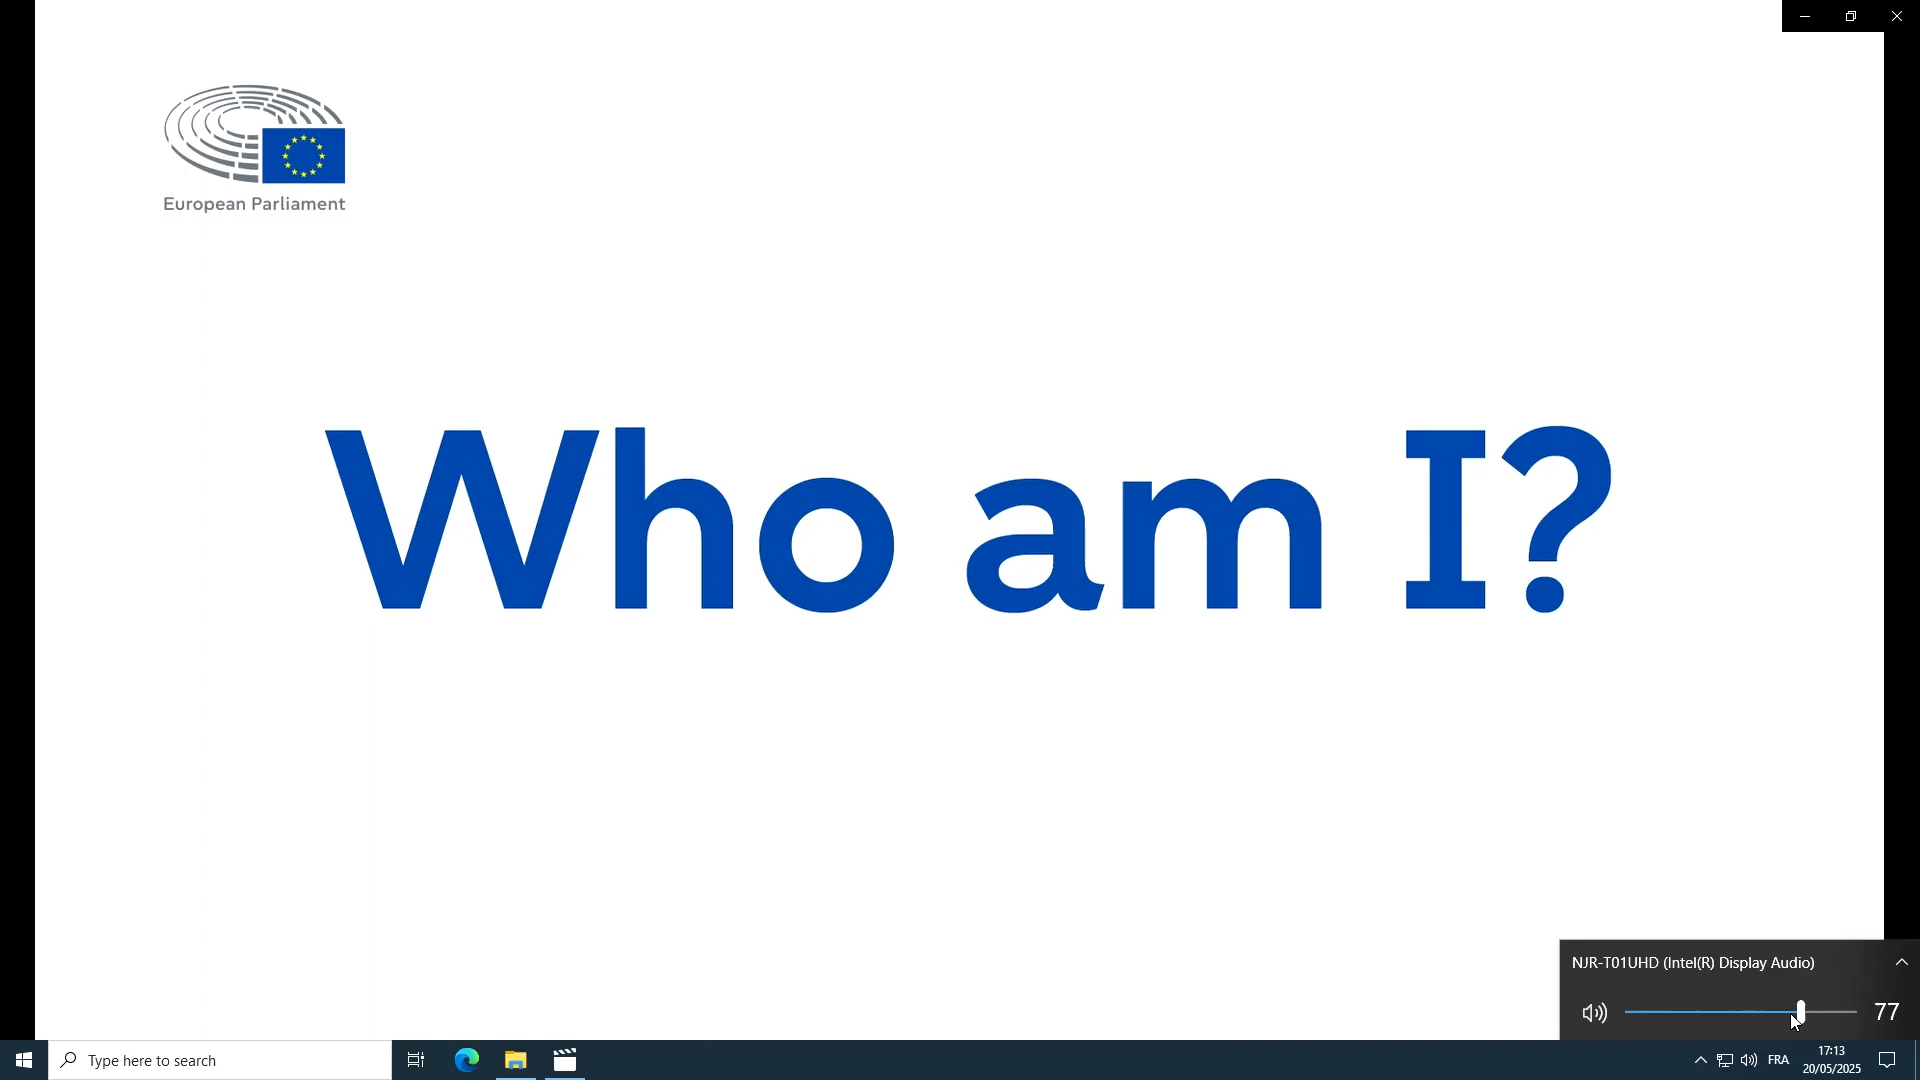 European Parliament
Who am I?
NJR-T01UHD (Intel(R) Display Audio)
77
Type here to search
FRA
17:13
20/05/2025